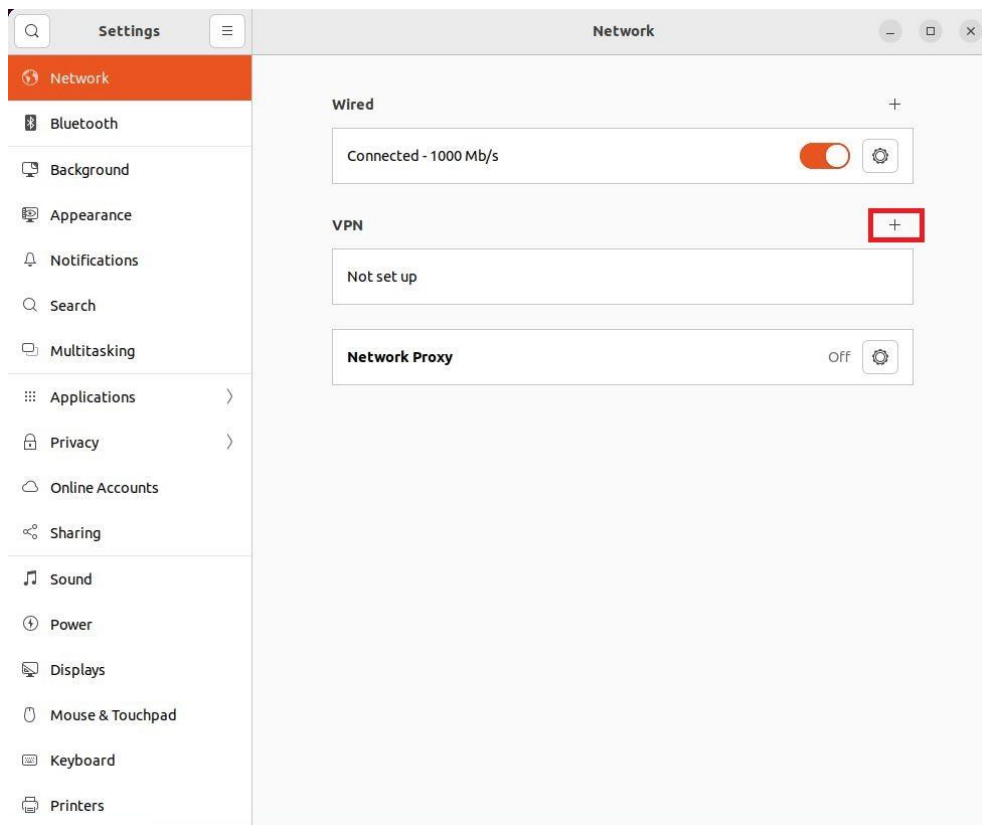 Settings
Network
Network
Bluetooth
Background
Appearance
Notifications
Search
Multitasking
Applications
Privacy
Online Accounts
Sharing
Sound
Power
Displays
Mouse & Touchpad
Keyboard
Printers
Wired
Connected - 1000 Mb/s
VPN
Not set up
Network Proxy
Off